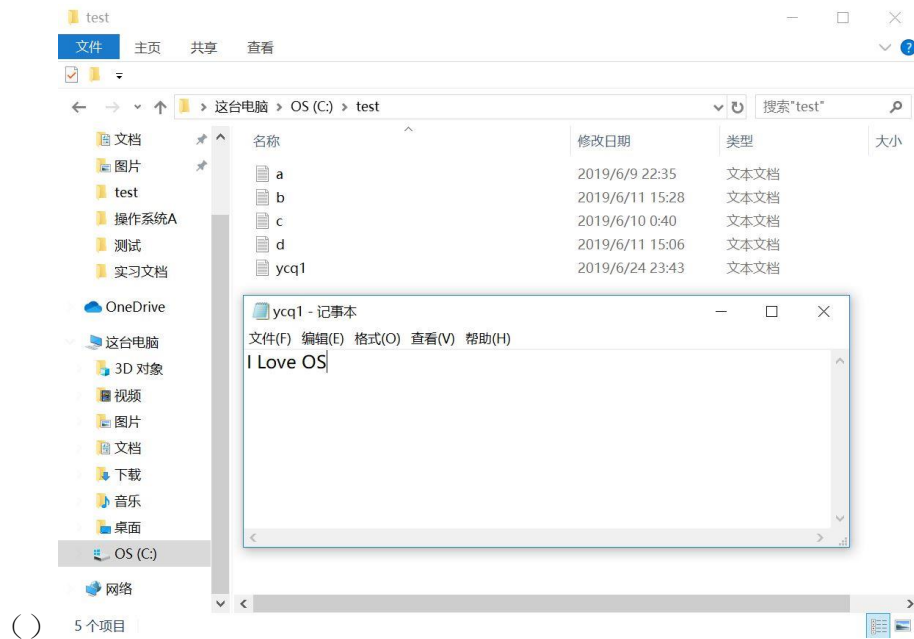 test
文件 主页 共享 查看
这台电脑 > OS (C:) > test 搜索"test"
名称 修改日期 类型 大小
文档
图片
test
操作系统A
测试
实习文档
OneDrive
这台电脑
3D 对象
视频
图片
文档
下载
音乐
桌面
OS (C:)
网络
a 2019/6/9 22:35 文本文档
b 2019/6/11 15:28 文本文档
c 2019/6/10 0:40 文本文档
d 2019/6/11 15:06 文本文档
ycq1 2019/6/24 23:43 文本文档
ycq1 - 记事本
文件(F) 编辑(E) 格式(O) 查看(V) 帮助(H)
I Love OS
( ) 5 个项目